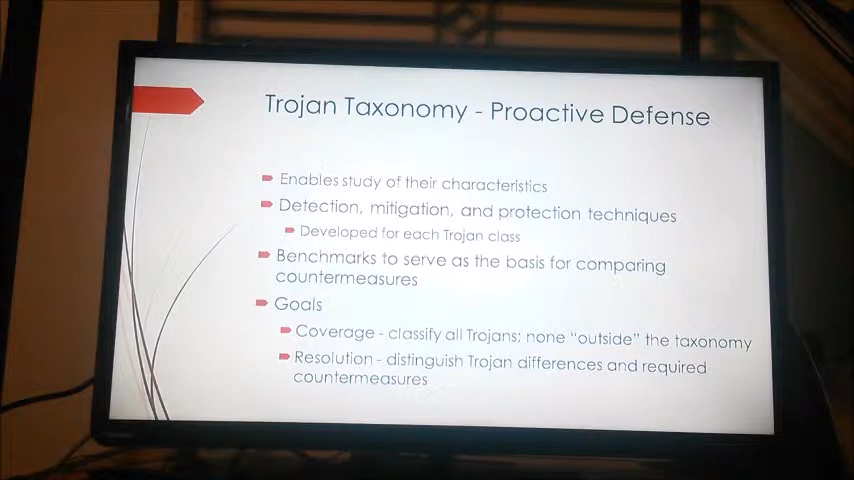 Trojan Taxonomy - Proactive Defense
Enables study of their characteristics
Detection, mitigation, and protection techniques
Developed for each Trojan class
Benchmarks to serve as the basis for comparing
countermeasures
Goals
Coverage - classify all Trojans; none “outside” the taxonomy
Resolution - distinguish Trojan differences and required
countermeasures